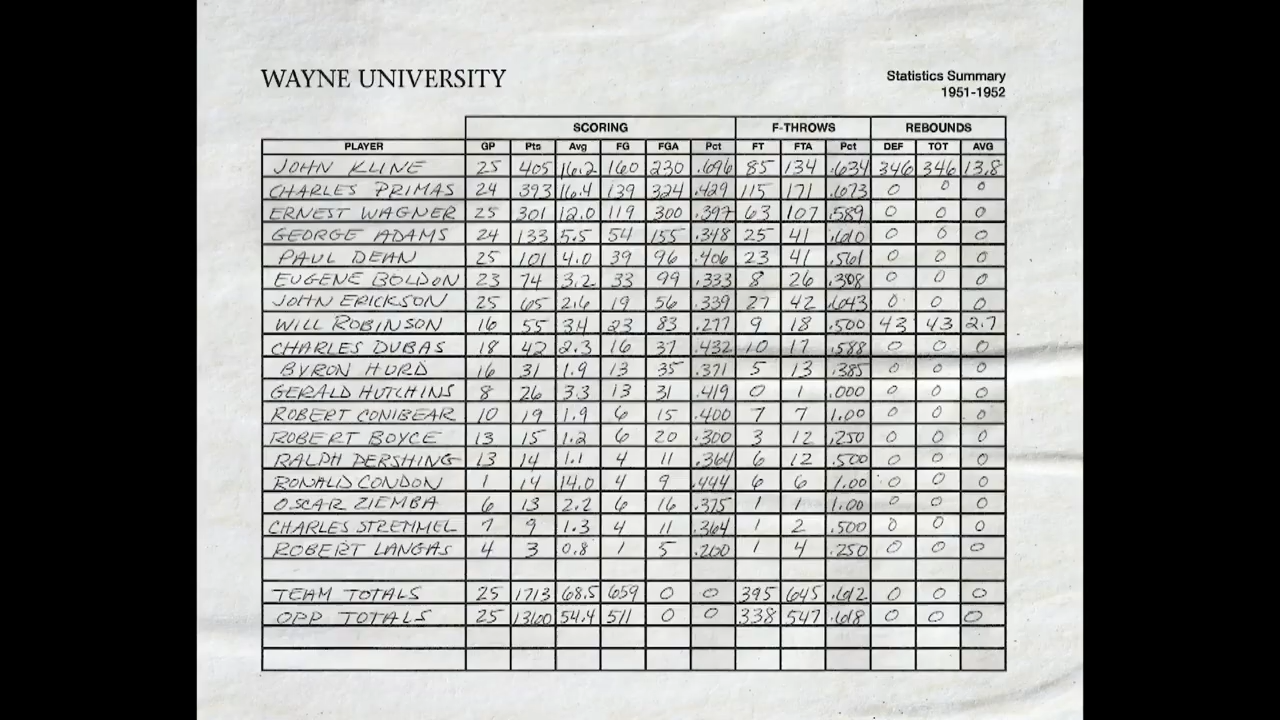 WAYNE UNIVERSITY
Statistics Summary
1951-1952
SCORING F-THROWS REBOUNDS
PLAYER GP Pts Avg FG FGA Pct FT FTA Pct DEF TOT AVG
JOHN KLINE 25 405 16.2 160 230 .696 85 134 .634 346 346 13.8
CHARLES PRIMAS 24 393 16.4 139 324 .429 115 171 .673 0 0 0
ERNEST WAGNER 25 301 12.0 119 300 .397 63 107 .589 0 0 0
GEORGE ADAMS 24 133 5.5 54 155 .348 25 41 .610 0 0 0
PAUL DEAN 25 101 4.0 39 96 .406 23 41 .561 0 0 0
EUGENE BOLDON 23 74 3.2 33 99 .333 8 26 .308 0 0 0
JOHN ERICKSON 25 65 2.6 19 56 .339 27 42 .643 0 0 0
WILL ROBINSON 16 55 3.4 23 83 .277 9 18 .500 43 43 2.7
CHARLES DUBAS 18 42 2.3 16 37 .432 10 17 .588 0 0 0
BYRON HURD 16 31 1.9 13 35 .371 5 13 .385 0 0 0
GERALD HUTCHINS 8 26 3.3 13 31 .419 0 1 .000 0 0 0
ROBERT CONIBEAR 10 19 1.9 6 15 .400 7 7 1.00 0 0 0
ROBERT BOYCE 13 15 1.2 6 20 .300 3 12 .250 0 0 0
RALPH PERSHING 13 14 1.1 4 11 .364 6 12 .500 0 0 0
RONALD CONDON 1 14 14.0 4 9 .444 6 6 1.00 0 0 0
OSCAR ZIEMBA 6 13 2.2 6 16 .375 1 1 1.00 0 0 0
CHARLES STREMMEL 7 9 1.3 4 11 .364 1 2 .500 0 0 0
ROBERT LANGAS 4 3 0.8 1 5 .200 1 4 .250 0 0 0
TEAM TOTALS 25 1713 68.5 659 0 0 395 645 .612 0 0 0
OPP TOTALS 25 13160 54.4 511 0 0 338 547 .618 0 0 0